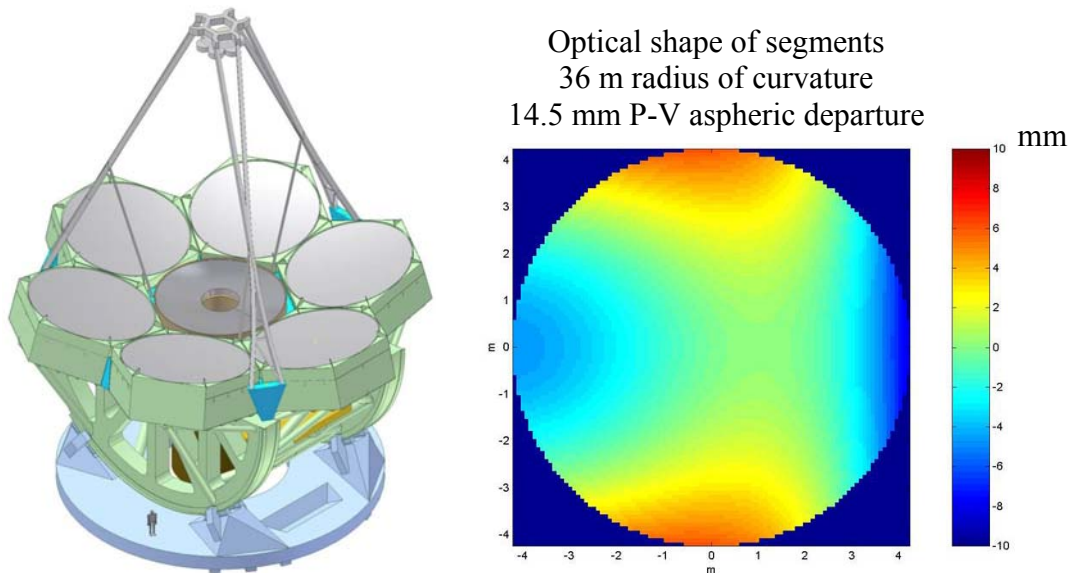 Optical shape of segments
36 m radius of curvature
14.5 mm P-V aspheric departure
mm
4
3
2
1
m 0
-1
-2
-3
-4
-4 -3 -2 -1 0 1 2 3 4
m
10
8
6
4
2
0
-2
-4
-6
-8
-10